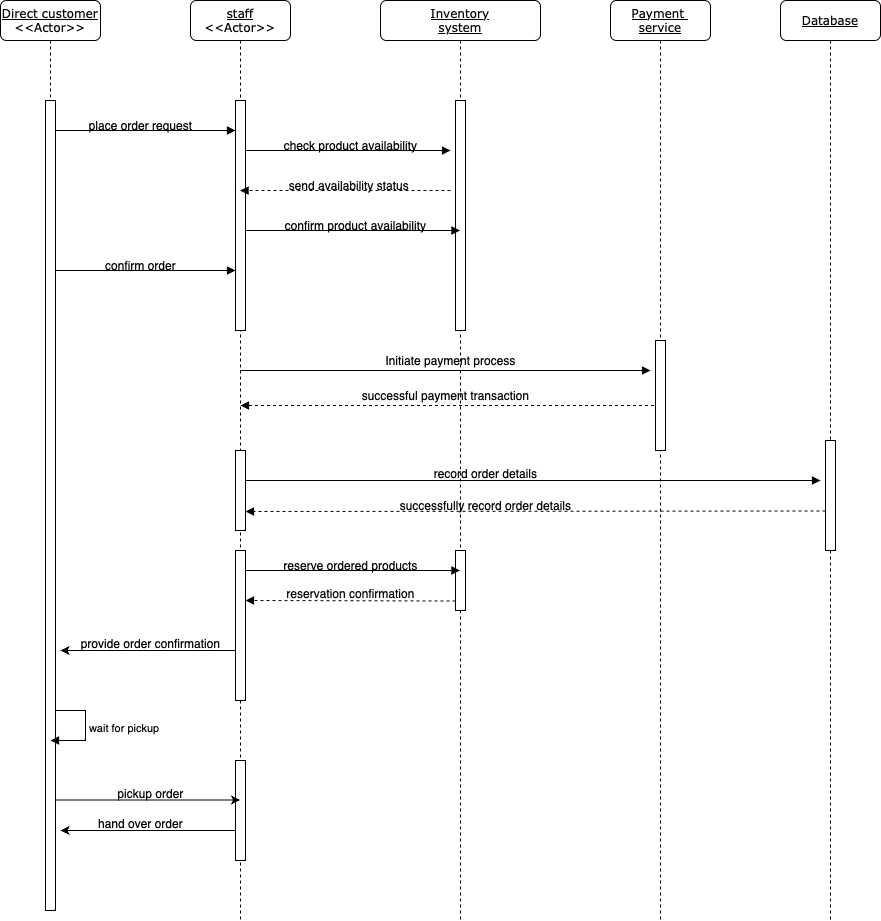 Direct customer
<<Actor>>
staff
<<Actor>>
Inventory
system
Payment
service
Database
place order request
check product availability
send availability status
confirm product availability
confirm order
Initiate payment process
successful payment transaction
record order details
successfully record order details
reserve ordered products
reservation confirmation
provide order confirmation
wait for pickup
pickup order
hand over order